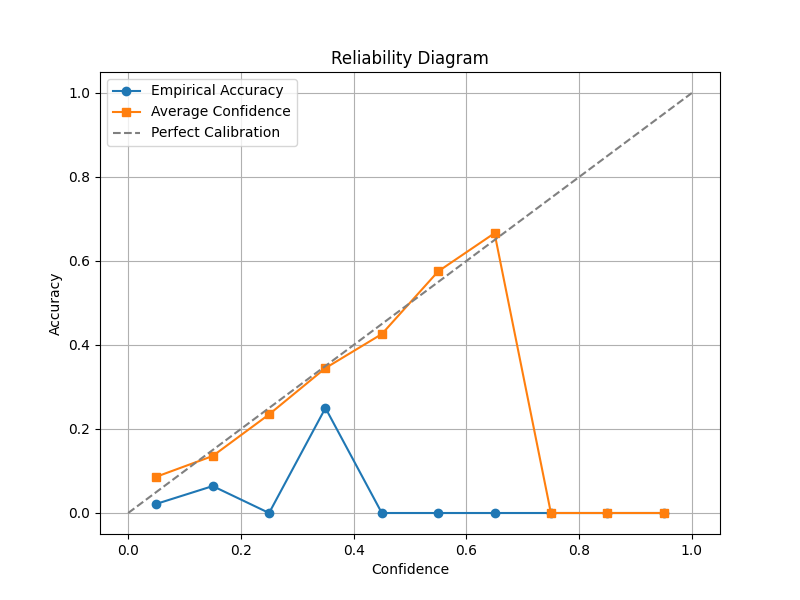 Reliability Diagram
Empirical Accuracy
Average Confidence
Perfect Calibration
Accuracy
1.0
0.8
0.6
0.4
0.2
0.0
0.0 0.2 0.4 0.6 0.8 1.0
Confidence